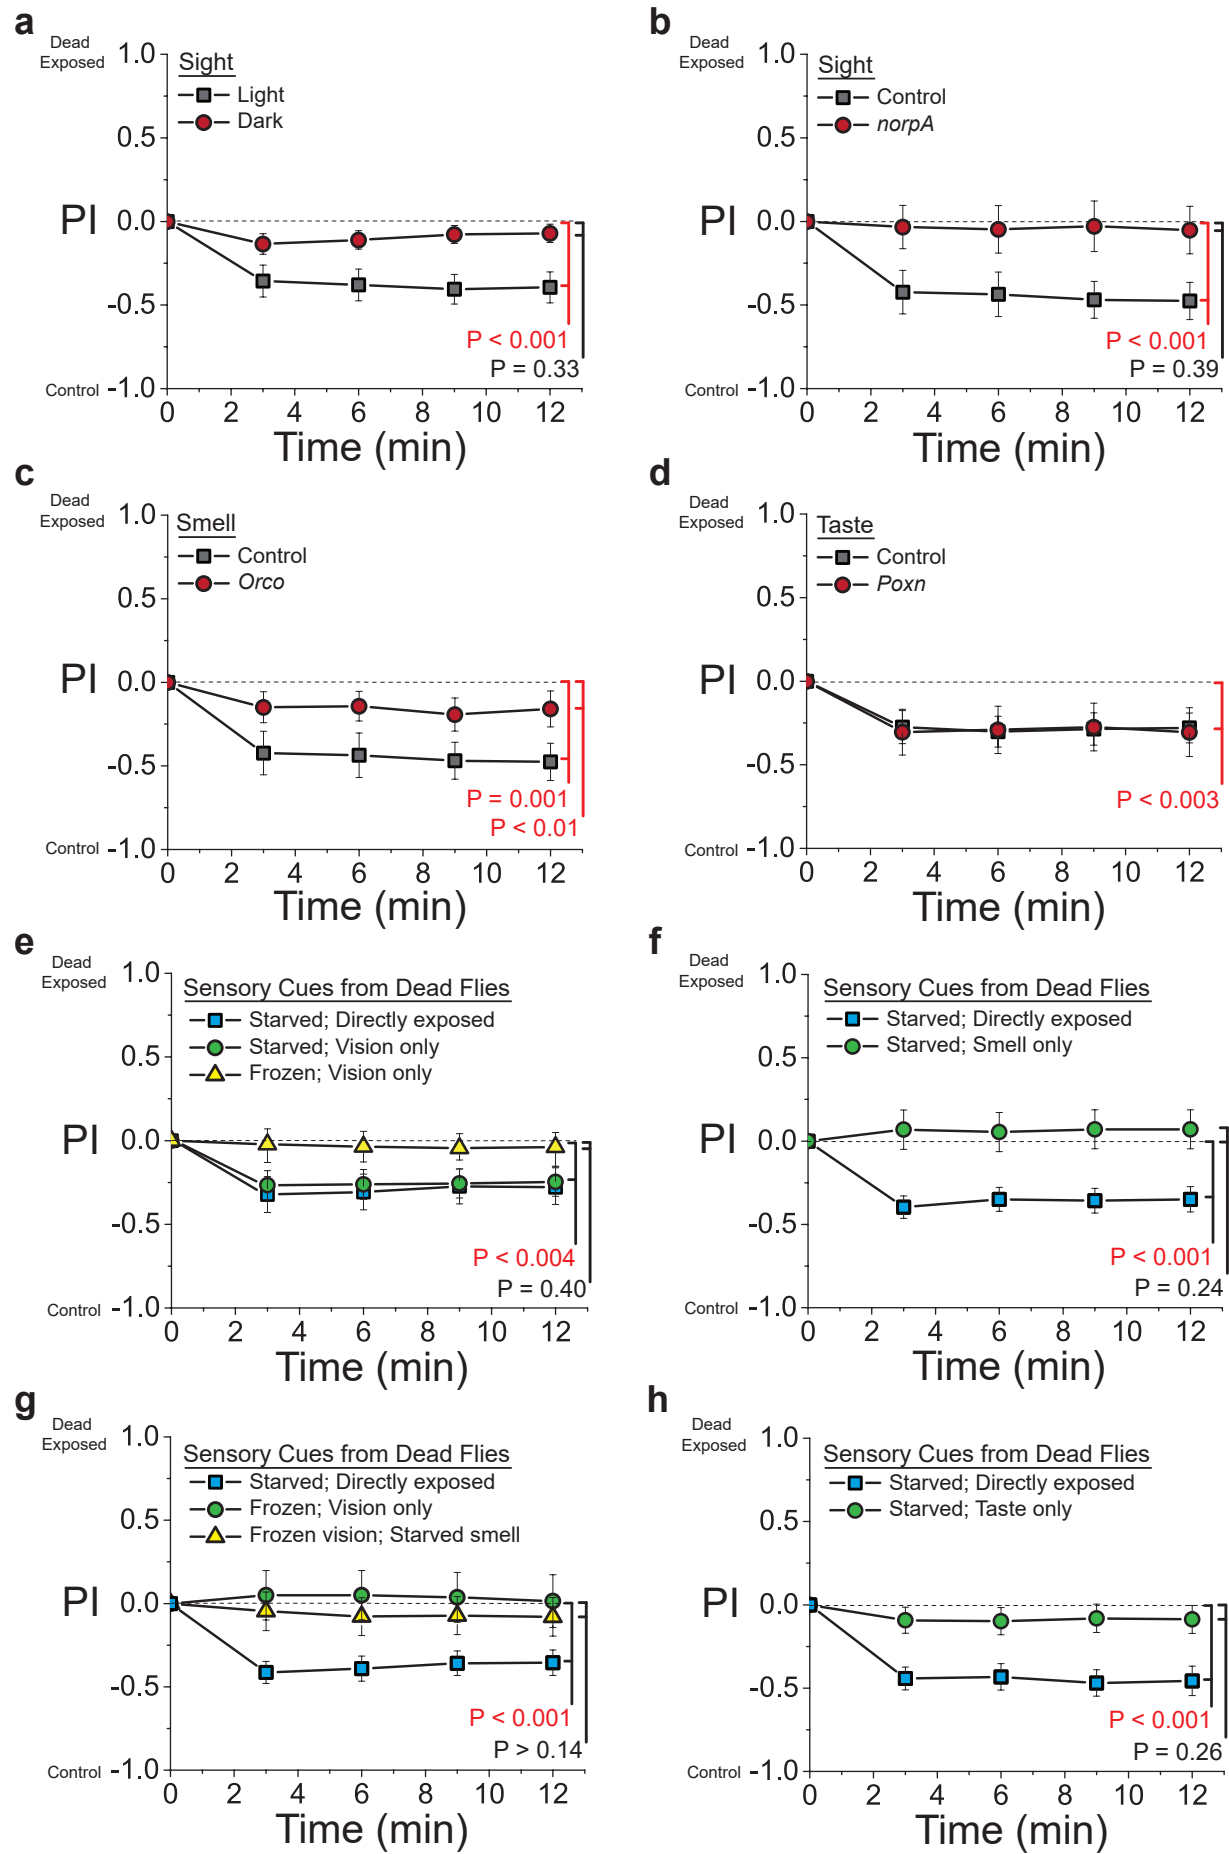 a
Dead
Exposed
1.0
Sight
Light
Dark
0.5
PI 0.0
-0.5
P < 0.001
P = 0.33
Control -1.0
0 2 4 6 8 10 12
Time (min)
b
Dead
Exposed
1.0
Sight
Control
norpA
0.5
PI 0.0
-0.5
P < 0.001
P = 0.39
Control -1.0
0 2 4 6 8 10 12
Time (min)
c
Dead
Exposed
1.0
Smell
Control
Orco
0.5
PI 0.0
-0.5
P = 0.001
P < 0.01
Control -1.0
0 2 4 6 8 10 12
Time (min)
d
Dead
Exposed
1.0
Taste
Control
Poxn
0.5
PI 0.0
-0.5
P < 0.003
Control -1.0
0 2 4 6 8 10 12
Time (min)
e
Dead
Exposed
1.0
Sensory Cues from Dead Flies
Starved; Directly exposed
Starved; Vision only
Frozen; Vision only
0.5
PI 0.0
-0.5
P < 0.004
P = 0.40
Control -1.0
0 2 4 6 8 10 12
Time (min)
f
Dead
Exposed
1.0
Sensory Cues from Dead Flies
Starved; Directly exposed
Starved; Smell only
0.5
PI 0.0
-0.5
P < 0.001
P = 0.24
Control -1.0
0 2 4 6 8 10 12
Time (min)
g
Dead
Exposed
1.0
Sensory Cues from Dead Flies
Starved; Directly exposed
Frozen; Vision only
Frozen vision; Starved smell
0.5
PI 0.0
-0.5
P < 0.001
P > 0.14
Control -1.0
0 2 4 6 8 10 12
Time (min)
h
Dead
Exposed
1.0
Sensory Cues from Dead Flies
Starved; Directly exposed
Starved; Taste only
0.5
PI 0.0
-0.5
P < 0.001
P = 0.26
Control -1.0
0 2 4 6 8 10 12
Time (min)